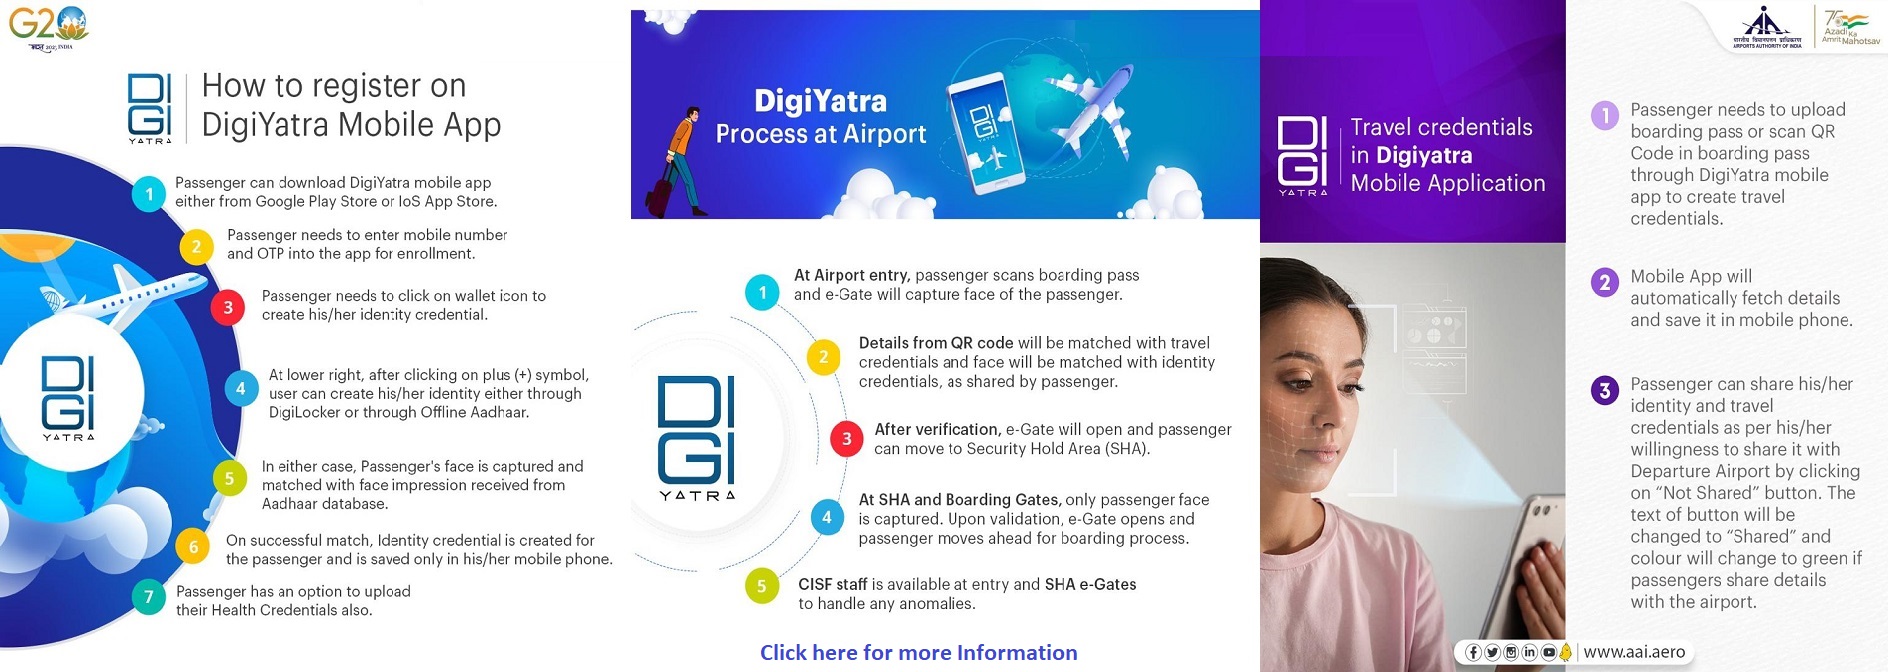 G20
भारत 2023 INDIA
DIGI
YATRA
How to register on
DigiYatra Mobile App
1
Passenger can download DigiYatra mobile app
either from Google Play Store or IoS App Store.
2
Passenger needs to enter mobile number
and OTP into the app for enrollment.
3
Passenger needs to click on wallet icon to
create his/her identity credential.
DIGI
YATRA
4
At lower right, after clicking on plus (+) symbol,
user can create his/her identity either through
DigiLocker or through Offline Aadhaar.
5
In either case, Passenger's face is captured and
matched with face impression received from
Aadhaar database.
6
On successful match, Identity credential is created for
the passenger and is saved only in his/her mobile phone.
7
Passenger has an option to upload
their Health Credentials also.
DigiYatra
Process at Airport
DIGI
YATRA
1
At Airport entry, passenger scans boarding pass
and e-Gate will capture face of the passenger.
2
Details from QR code will be matched with travel
credentials and face will be matched with identity
credentials, as shared by passenger.
DIGI
YATRA
3
After verification, e-Gate will open and passenger
can move to Security Hold Area (SHA).
4
At SHA and Boarding Gates, only passenger face
is captured. Upon validation, e-Gate opens and
passenger moves ahead for boarding process.
5
CISF staff is available at entry and SHA e-Gates
to handle any anomalies.
Click here for more Information
DIGI
YATRA
Travel credentials
in Digiyatra
Mobile Application
भारतीय विमानपत्तन प्राधिकरण
AIRPORTS AUTHORITY OF INDIA
75
Azadi Ka
Amrit Mahotsav
1
Passenger needs to upload
boarding pass or scan QR
Code in boarding pass
through DigiYatra mobile
app to create travel
credentials.
2
Mobile App will
automatically fetch details
and save it in mobile phone.
3
Passenger can share his/her
identity and travel
credentials as per his/her
willingness to share it with
Departure Airport by clicking
on “Not Shared” button. The
text of button will be
changed to “Shared” and
colour will change to green if
passengers share details
with the airport.
www.aai.aero